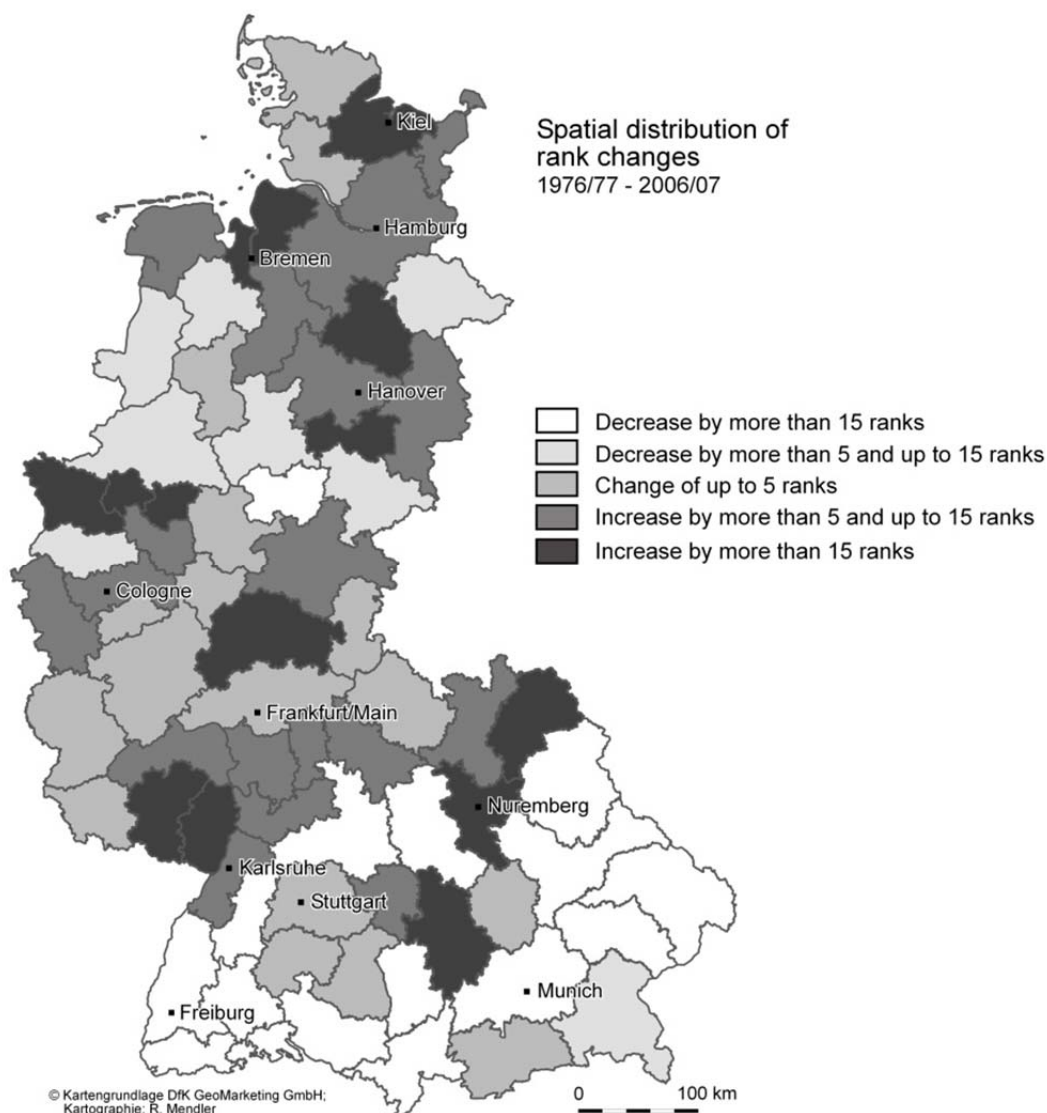 Kiel
Spatial distribution of
rank changes
1976/77 - 2006/07
Hamburg
Bremen
Hanover
Decrease by more than 15 ranks
Decrease by more than 5 and up to 15 ranks
Change of up to 5 ranks
Increase by more than 5 and up to 15 ranks
Increase by more than 15 ranks
Cologne
Frankfurt/Main
Nuremberg
Karlsruhe
Stuttgart
Munich
Freiburg
© Kartengrundlage DfK GeoMarketing GmbH;
Kartographie: R. Mendler
0 100 km